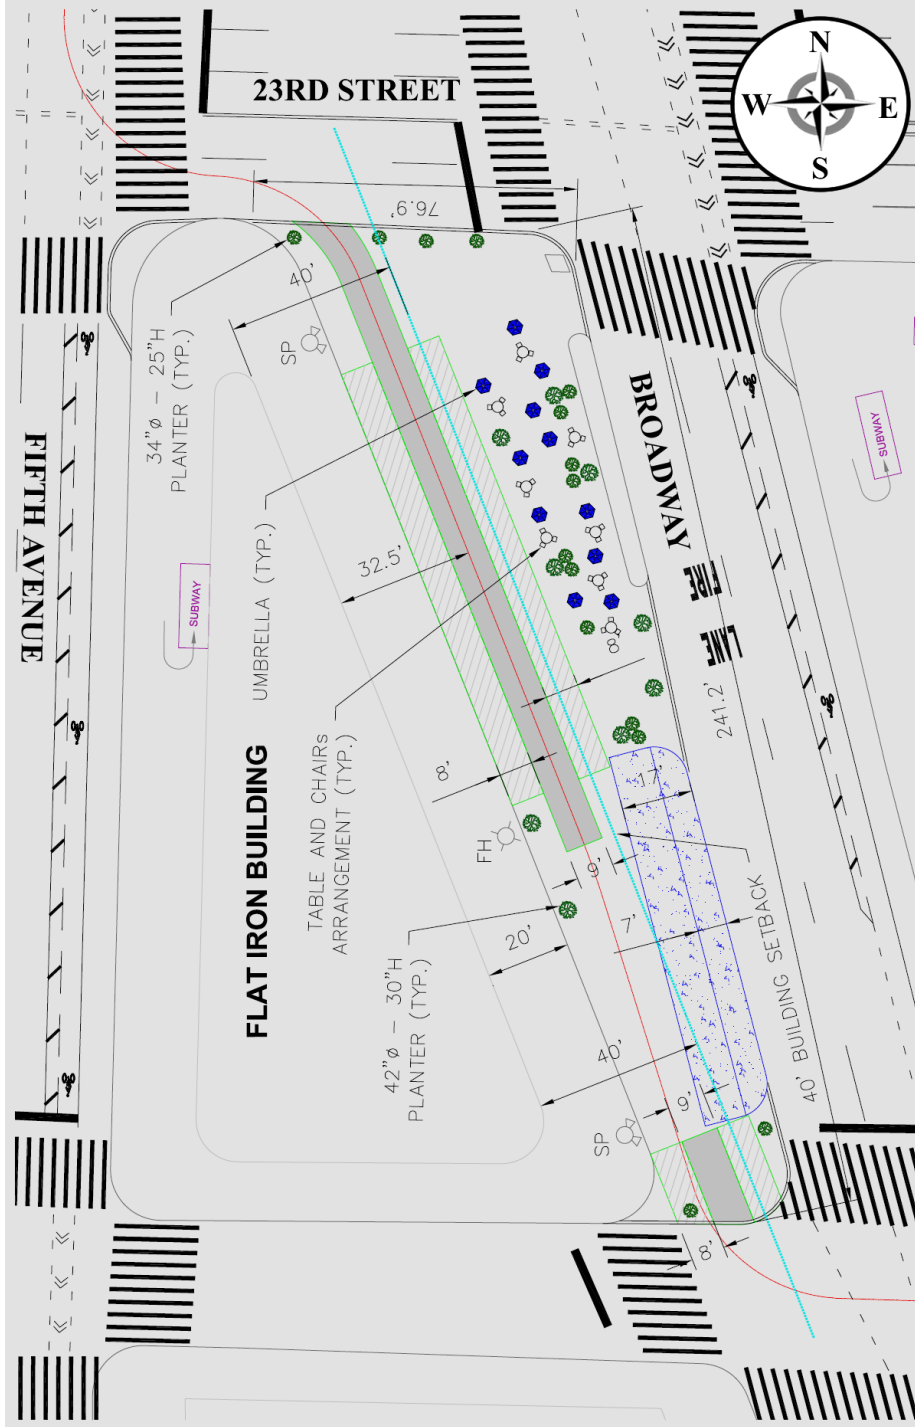 N
W E
S
23RD STREET
76.9'
40'
34"ø - 25"H
PLANTER (TYP.)
SP
BROADWAY
SUBWAY
FIFTH AVENUE
32.5'
UMBRELLA (TYP.)
SUBWAY
FIRE
LANE
241.2'
FLAT IRON BUILDING
TABLE AND CHAIRs
ARRANGEMENT (TYP.)
8'
17'
FH
9'
20'
7'
42"ø - 30"H
PLANTER (TYP.)
40' BUILDING SETBACK
40'
9'
SP
8'